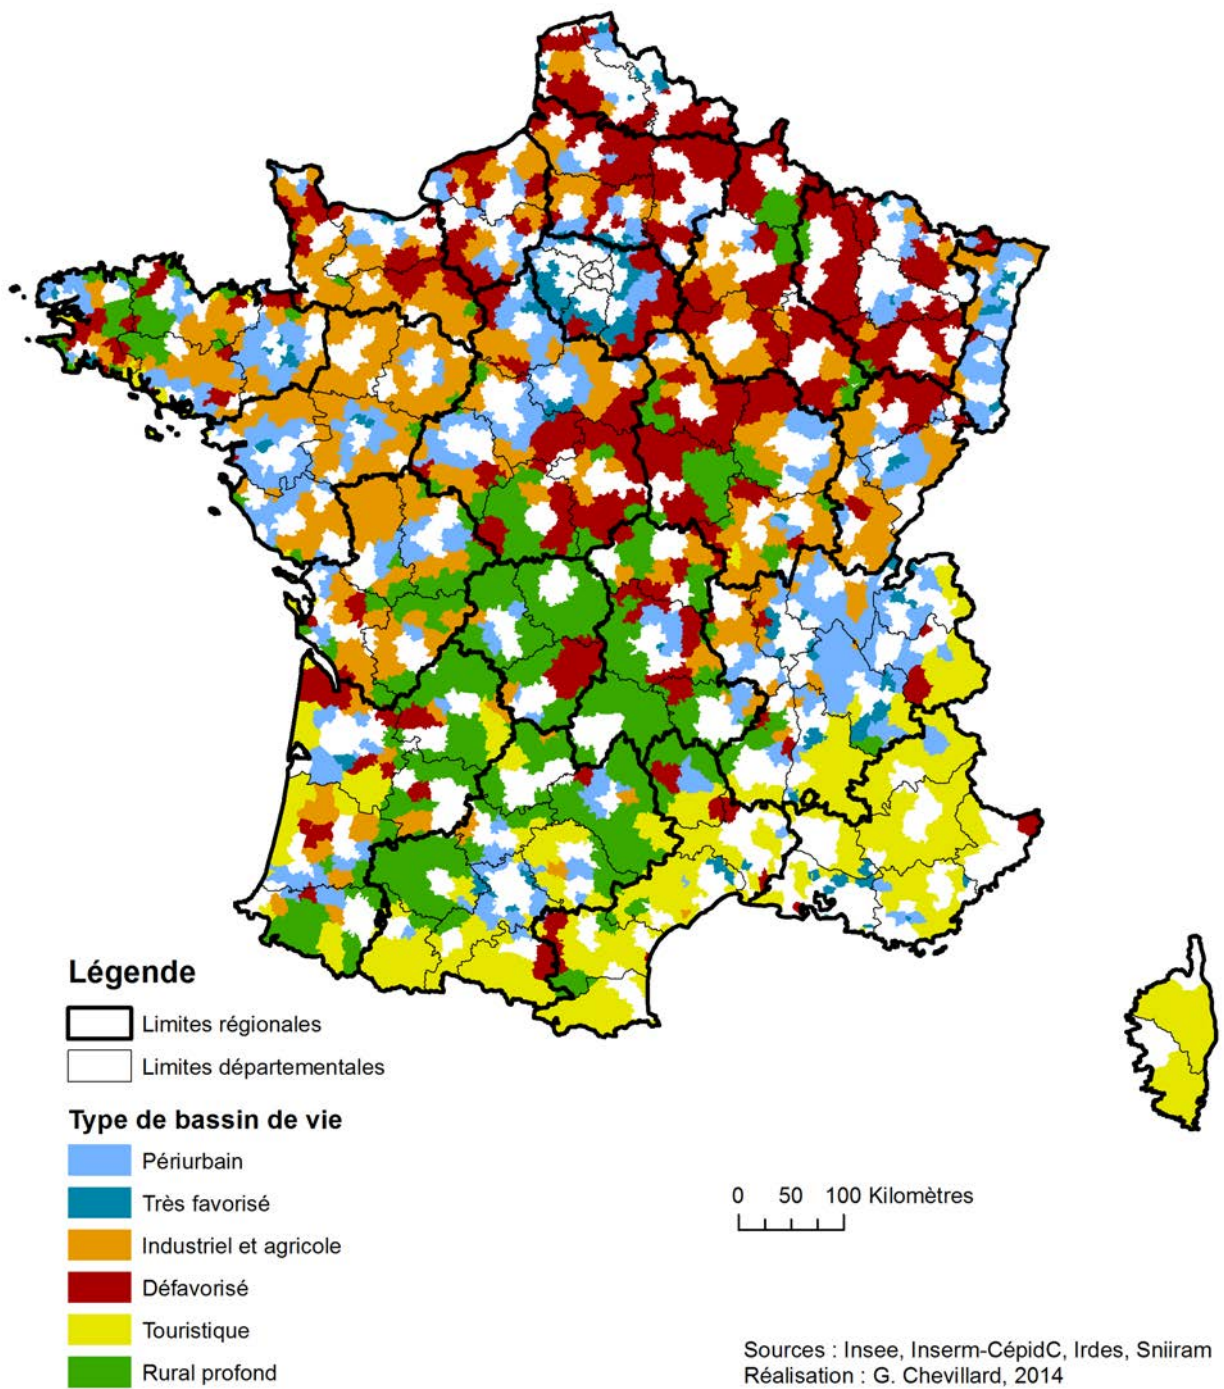 Légende
Limites régionales
Limites départementales
Type de bassin de vie
Périurbain
Très favorisé
Industriel et agricole
Défavorisé
Touristique
Rural profond
0 50 100 Kilomètres
Sources : Insee, Inserm-CépidC, Irdes, Sniiram
Réalisation : G. Chevillard, 2014